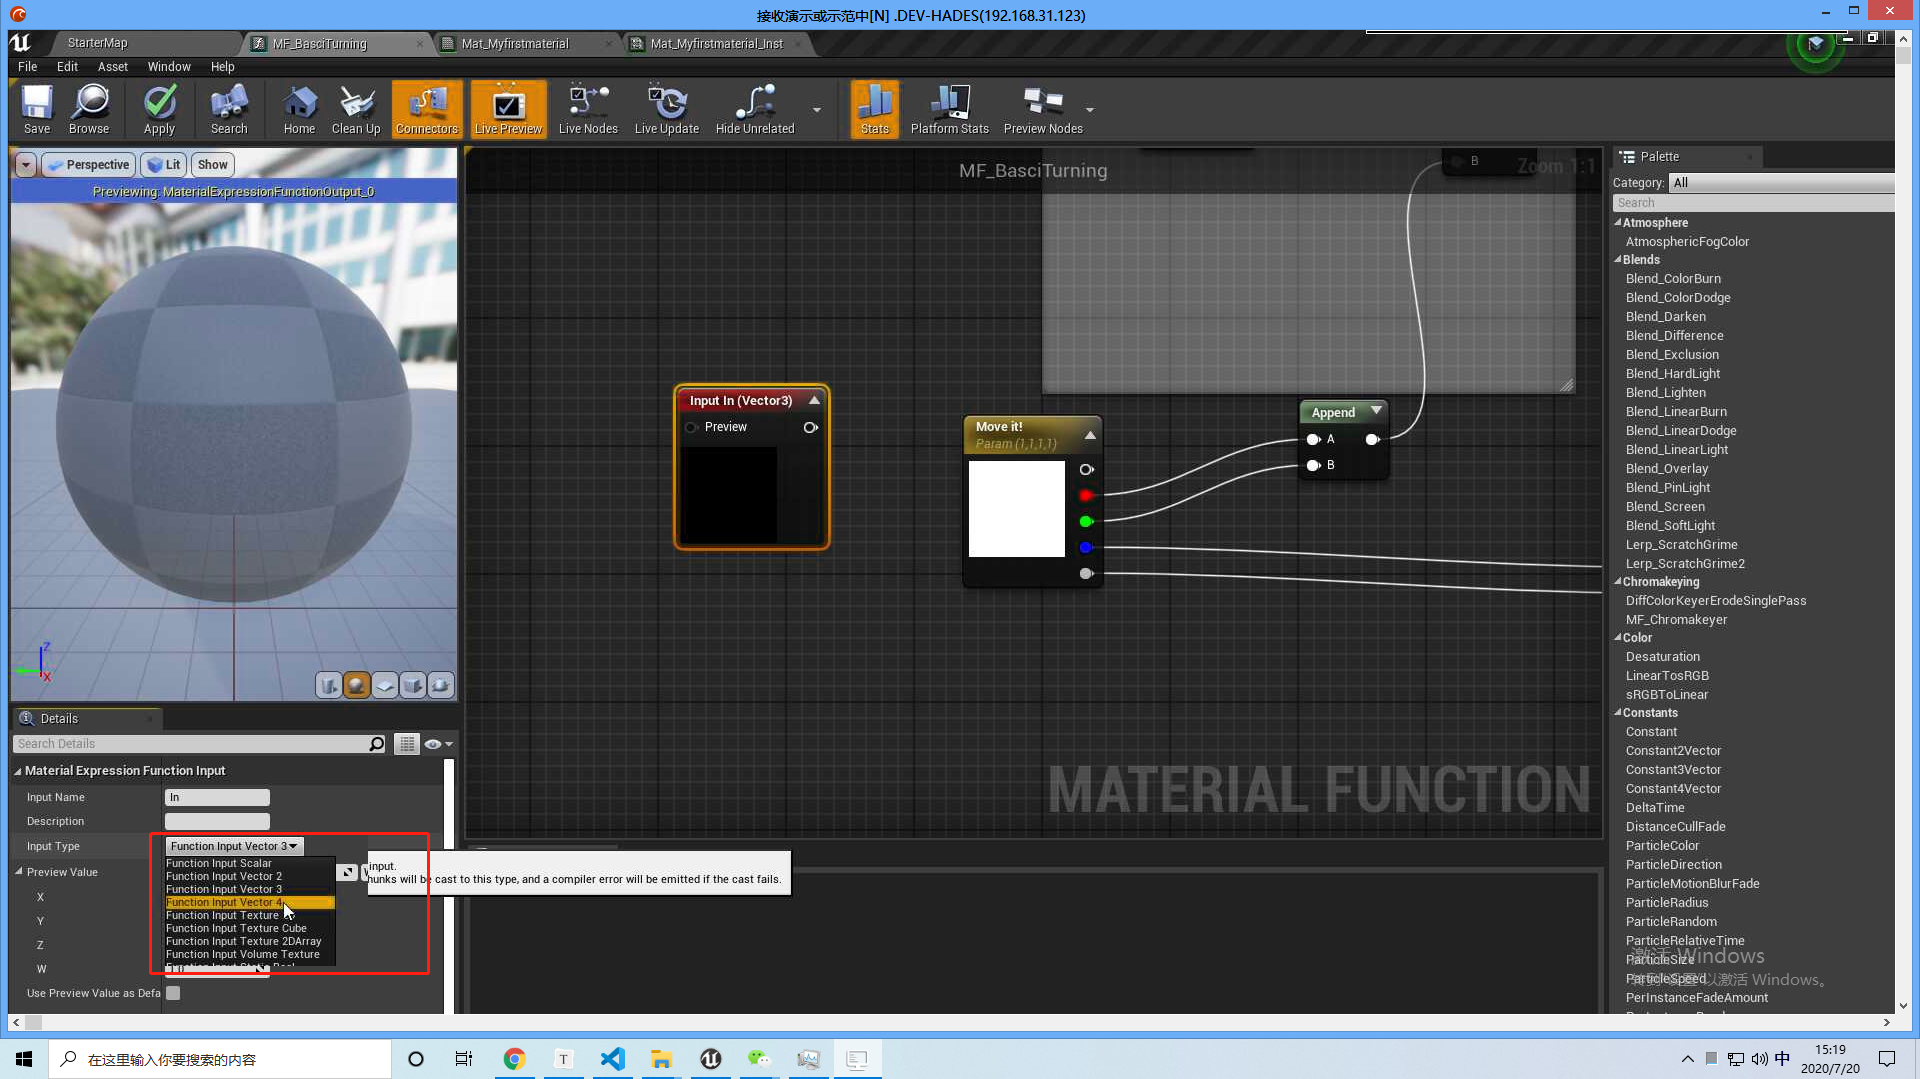 接收演示或示范中[N] .DEV-HADES(192.168.31.123)
StarterMap
MF_BasciTurning
Mat_Myfirstmaterial
Mat_Myfirstmaterial_Inst
File Edit Asset Window Help
Save
Browse
Apply
Search
Home
Clean Up
Connectors
Live Preview
Live Nodes
Live Update
Hide Unrelated
Stats
Platform Stats
Preview Nodes
Perspective
Lit
Show
Previewing: MaterialExpressionFunctionOutput_0
Z
X
MF_BasciTurning
Zoom 1:1
B
Input In (Vector3)
Preview
Move it!
Param (1,1,1,1)
Append
A
B
MATERIAL FUNCTION
Details
Search Details
Material Expression Function Input
Input Name
In
Description
Input Type
Function Input Vector 3
Function Input Scalar
Function Input Vector 2
Function Input Vector 3
Function Input Vector 4
Function Input Texture
Function Input Texture Cube
Function Input Texture 2DArray
Function Input Volume Texture
input.
hunks will be cast to this type, and a compiler error will be emitted if the cast fails.
Preview Value
X
Y
Z
W
1.0
Use Preview Value as Defa
Palette
Category: All
Search
Atmosphere
AtmosphericFogColor
Blends
Blend_ColorBurn
Blend_ColorDodge
Blend_Darken
Blend_Difference
Blend_Exclusion
Blend_HardLight
Blend_Lighten
Blend_LinearBurn
Blend_LinearDodge
Blend_LinearLight
Blend_Overlay
Blend_PinLight
Blend_Screen
Blend_SoftLight
Lerp_ScratchGrime
Lerp_ScratchGrime2
Chromakeying
DiffColorKeyerErodeSinglePass
MF_Chromakeyer
Color
Desaturation
LinearTosRGB
sRGBToLinear
Constants
Constant
Constant2Vector
Constant3Vector
Constant4Vector
DeltaTime
DistanceCullFade
ParticleColor
ParticleDirection
ParticleMotionBlurFade
ParticleRadius
ParticleRandom
ParticleRelativeTime
ParticleSize
ParticleSpeed
PerInstanceFadeAmount
激活 Windows
转到"设置"以激活 Windows。
在这里输入你要搜索的内容
T
中
15:19
2020/7/20